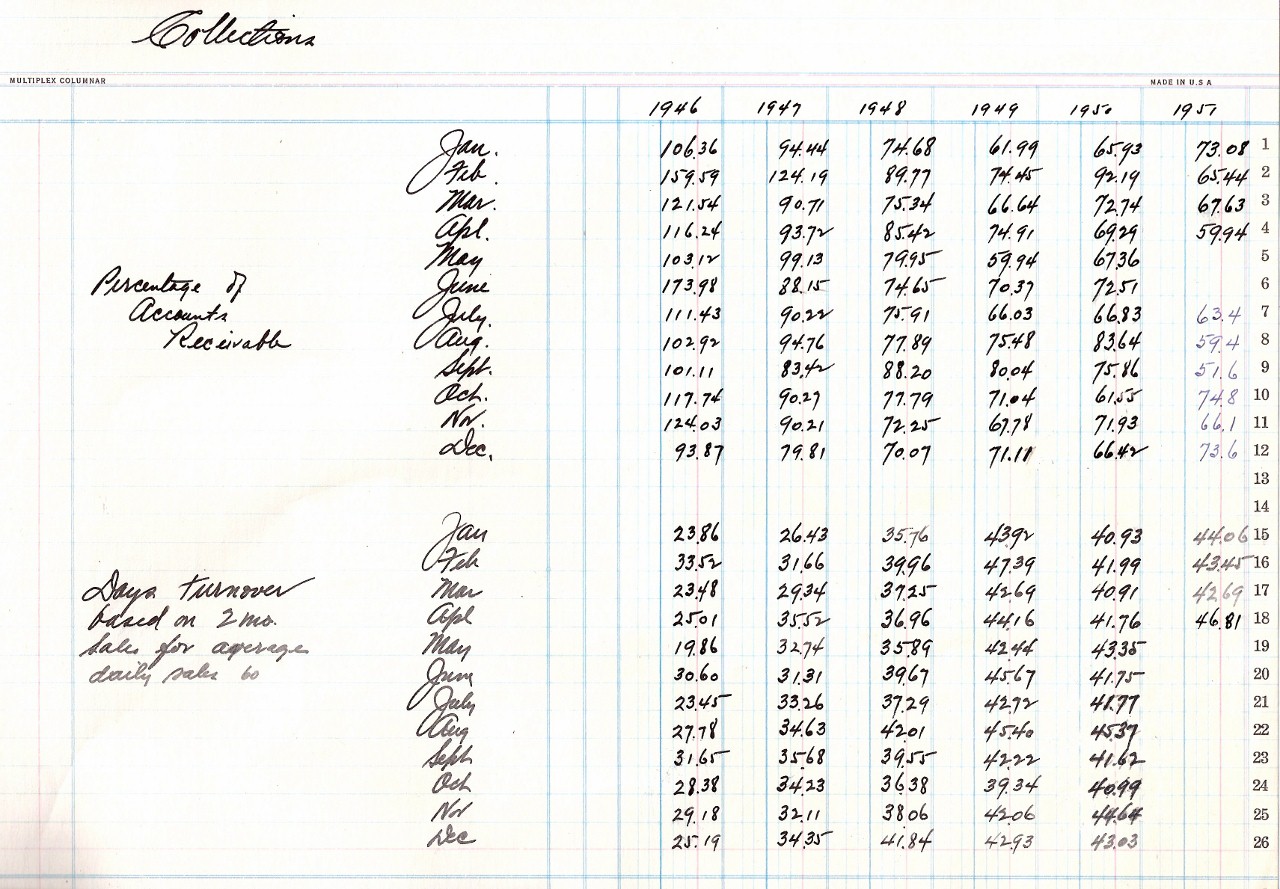 Collections
MULTIPLEX COLUMNAR MADE IN U.S.A
1946 1947 1948 1949 1950 1951
Jan. 106.36 94.44 74.68 61.99 65.93 73.08 1
Feb 159.59 124.19 89.77 74.45 92.19 65.44 2
Mar. 121.54 90.71 75.34 66.64 72.74 67.63 3
Apl. 116.24 93.72 85.42 74.91 69.29 59.94 4
May 103.12 99.13 79.95 59.94 67.36 5
Percentage of June 173.98 88.15 74.65 70.37 72.51 6
Accounts July. 111.43 90.22 75.91 66.03 66.83 63.4 7
Receivable Aug. 102.92 94.76 77.89 75.48 83.64 59.4 8
Sept. 101.11 83.42 88.20 80.04 75.86 51.6 9
Oct. 117.74 90.27 77.79 71.04 61.55 74.8 10
Nov. 124.03 90.21 72.25 67.78 71.93 66.1 11
Dec. 93.87 79.81 70.07 71.11 66.42 73.6 12
13
14
Jan 23.86 26.43 35.76 43.92 40.93 44.06 15
Feb 33.52 31.66 39.96 47.39 41.99 43.45 16
Days turnover Mar 23.48 29.34 37.25 42.69 40.91 42.69 17
based on 2 mo. Apl 25.01 35.52 36.96 44.16 41.76 46.81 18
sales for average May 19.86 32.74 35.89 42.44 43.35 19
daily sales 60 June 30.60 31.31 39.67 45.67 41.75 20
July 23.45 33.26 37.29 42.72 48.77 21
Aug 27.78 34.63 42.01 45.40 45.37 22
Sept 31.65 35.68 39.55 42.22 41.62 23
Oct 28.38 34.23 36.38 39.34 40.99 24
Nov 29.18 32.11 38.06 42.06 44.64 25
Dec 25.19 34.35 41.84 42.93 43.03 26